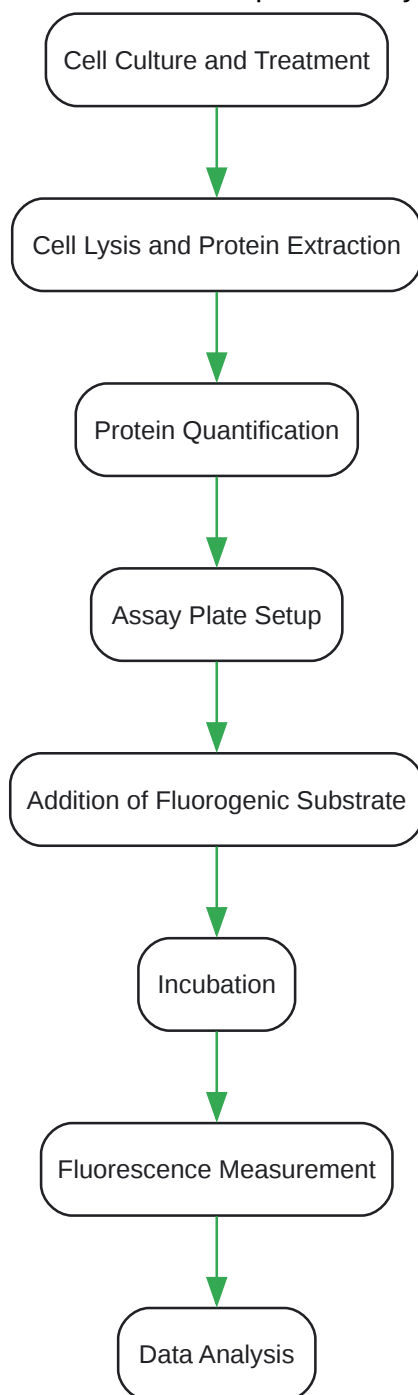 Cell Culture and Treatment
Cell Lysis and Protein Extraction
Protein Quantification
Assay Plate Setup
Addition of Fluorogenic Substrate
Incubation
Fluorescence Measurement
Data Analysis